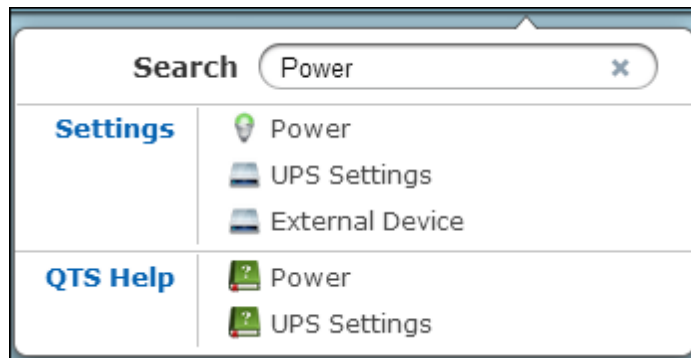 Search Power
Settings Power
UPS Settings
External Device
QTS Help Power
UPS Settings